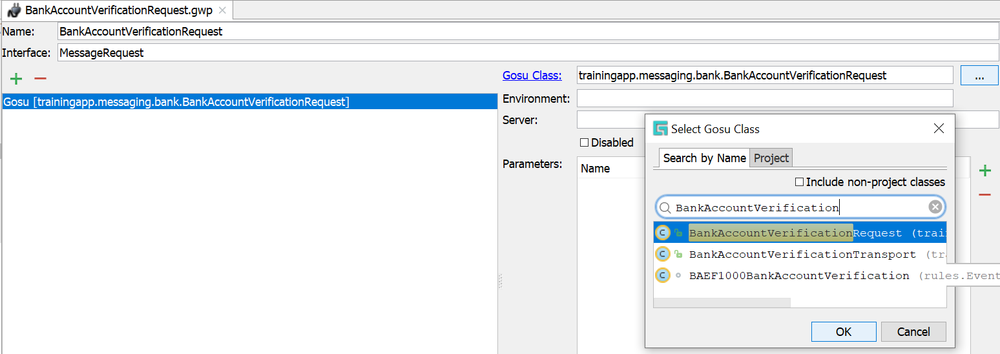 BankAccountVerificationRequest.gwp
Name: BankAccountVerificationRequest
Interface: MessageRequest
Gosu [trainingapp.messaging.bank.BankAccountVerificationRequest]
Gosu Class: trainingapp.messaging.bank.BankAccountVerificationRequest ...
Environment:
Server:
Disabled
Parameters:
Name
Select Gosu Class
Search by Name Project
Include non-project classes
BankAccountVerification
BankAccountVerificationRequest (trai
BankAccountVerificationTransport (tra
BAEF1000BankAccountVerification (rules.Event
OK Cancel